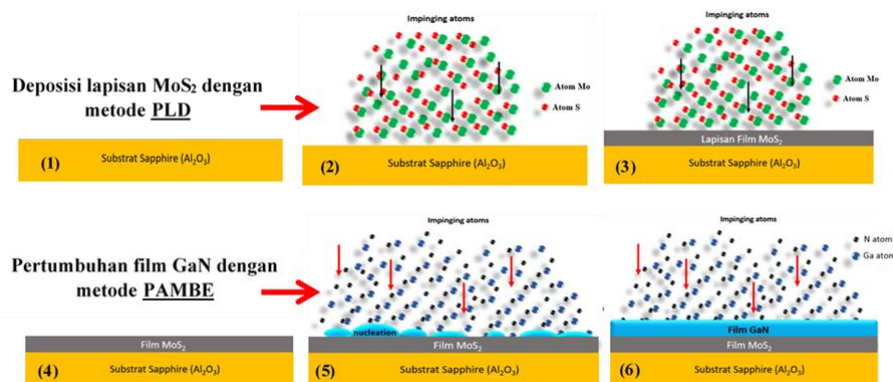 Deposisi lapisan MoS₂ dengan
metode PLD
(1)
Substrat Sapphire (Al₂O₃)
Impinging atoms
Atom Mo
Atom S
(2)
Substrat Sapphire (Al₂O₃)
Impinging atoms
Atom Mo
Atom S
Lapisan Film MoS₂
(3)
Substrat Sapphire (Al₂O₃)
Pertumbuhan film GaN dengan
metode PAMBE
Film MoS₂
(4)
Substrat Sapphire (Al₂O₃)
Impinging atoms
nucleation
Film MoS₂
(5)
Substrat Sapphire (Al₂O₃)
Impinging atoms
N atom
Ga atom
Film GaN
Film MoS₂
(6)
Substrat Sapphire (Al₂O₃)